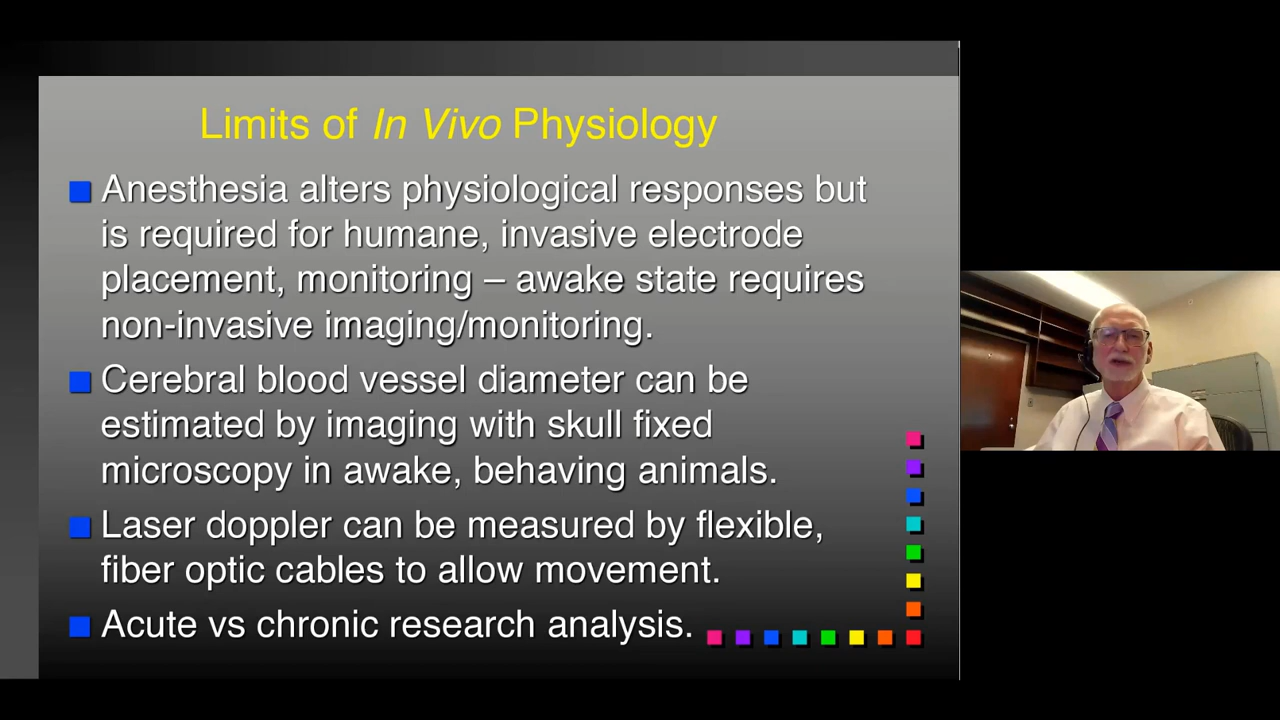 Limits of In Vivo Physiology
Anesthesia alters physiological responses but
is required for humane, invasive electrode
placement, monitoring – awake state requires
non-invasive imaging/monitoring.
Cerebral blood vessel diameter can be
estimated by imaging with skull fixed
microscopy in awake, behaving animals.
Laser doppler can be measured by flexible,
fiber optic cables to allow movement.
Acute vs chronic research analysis.